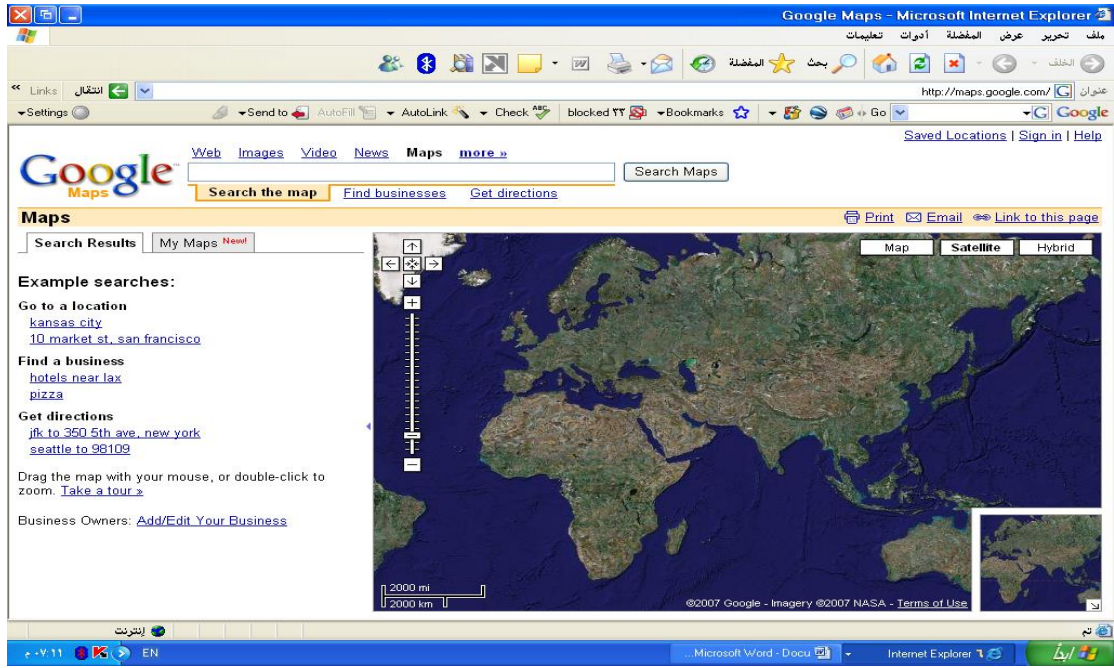 Google Maps - Microsoft Internet Explorer
ملف تحرير عرض المفضلة أدوات تعليمات
الخلف بحث المفضلة
عنوان http://maps.google.com/ انتقال Links »
Google G Go Bookmarks ٢٣ blocked Check AutoLink AutoFill Send to Settings
Saved Locations | Sign in | Help
Google Maps
Web Images Video News Maps more »
Search Maps
Search the map Find businesses Get directions
Maps
Print Email Link to this page
Search Results My Maps New!
Map Satellite Hybrid
Example searches:
Go to a location
kansas city
10 market st, san francisco
Find a business
hotels near lax
pizza
Get directions
jfk to 350 5th ave, new york
seattle to 98109
Drag the map with your mouse, or double-click to
zoom. Take a tour »
Business Owners: Add/Edit Your Business
2000 mi
2000 km
©2007 Google - Imagery ©2007 NASA - Terms of Use
تم إنترنت
ابدأ Internet Explorer ٦ Microsoft Word - Docu... EN ٠٧:١١ م